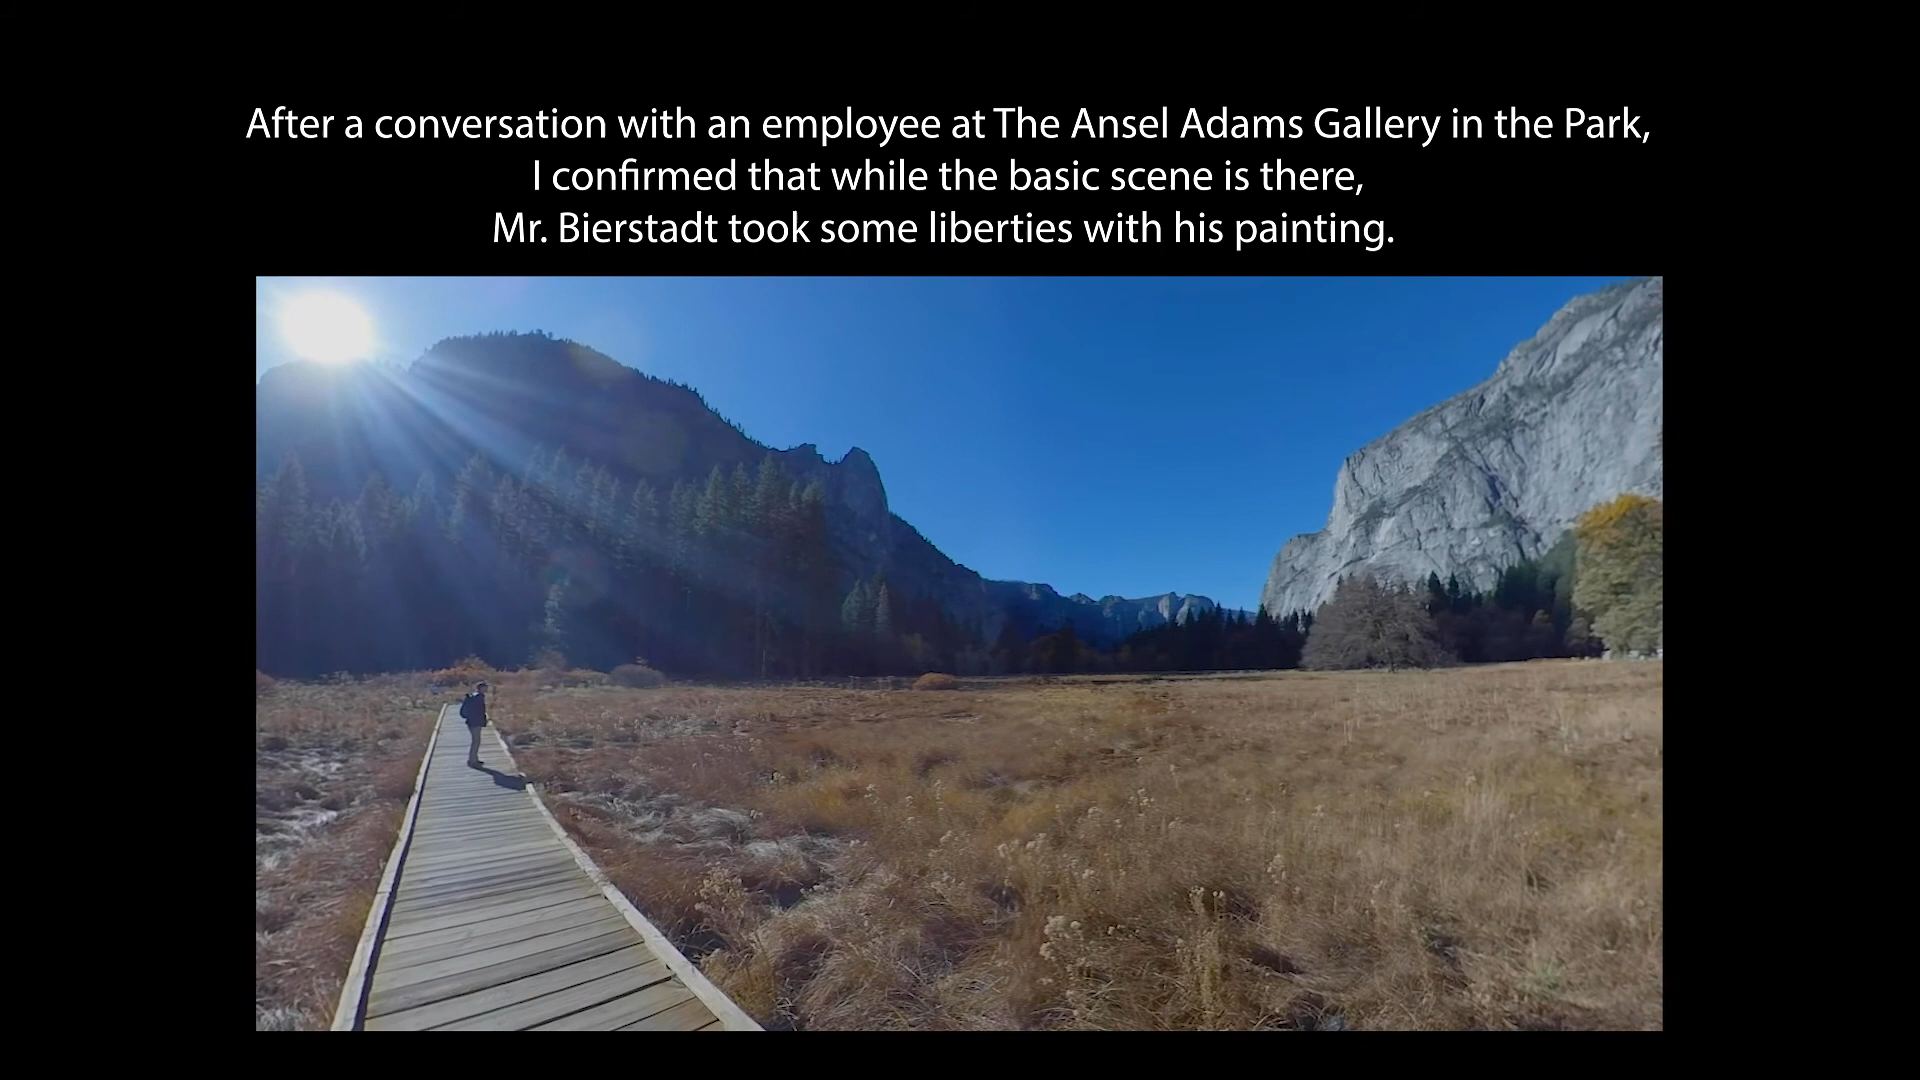 After a conversation with an employee at The Ansel Adams Gallery in the Park,
I confirmed that while the basic scene is there,
Mr. Bierstadt took some liberties with his painting.